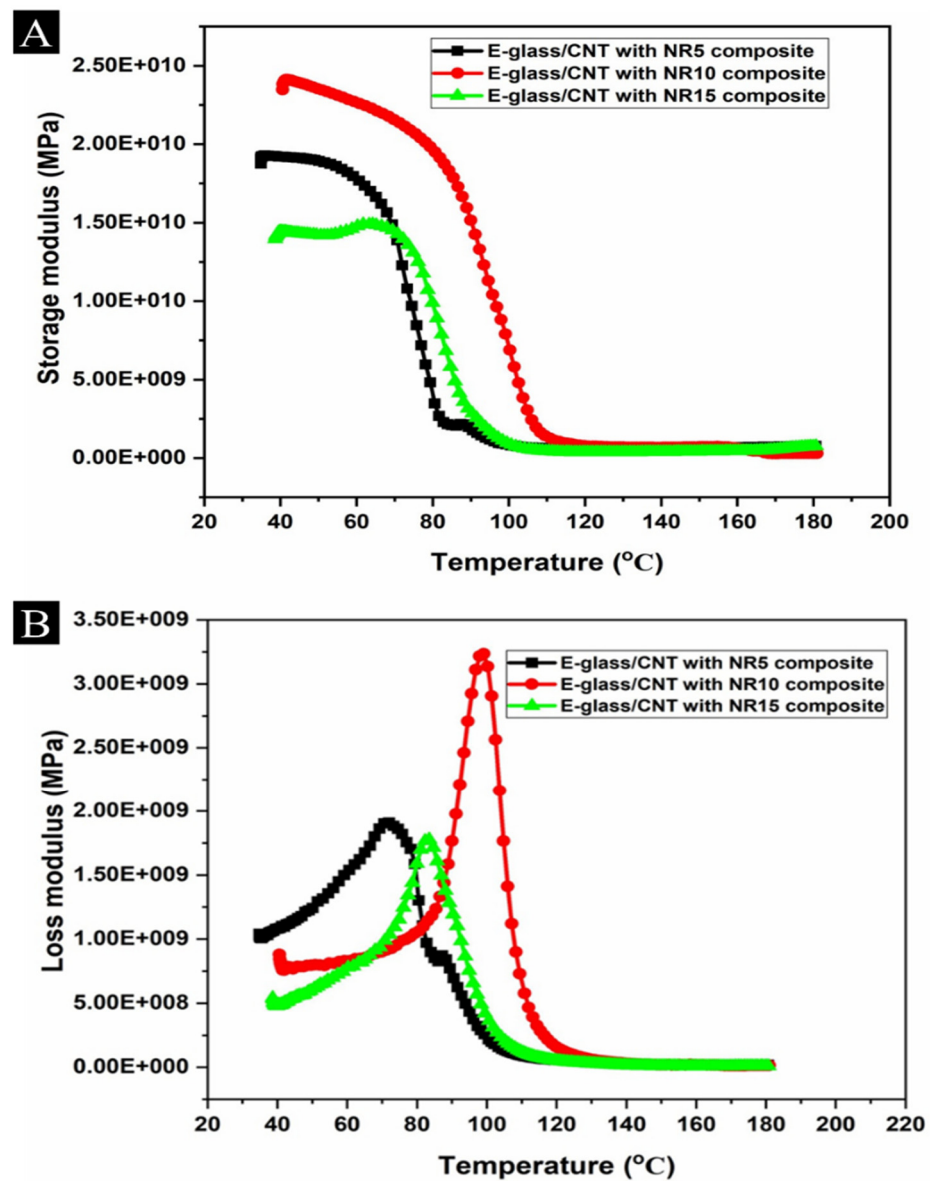 A
E-glass/CNT with NR5 composite
E-glass/CNT with NR10 composite
E-glass/CNT with NR15 composite
2.50E+010
2.00E+010
1.50E+010
1.00E+010
5.00E+009
0.00E+000
Storage modulus (MPa)
20 40 60 80 100 120 140 160 180 200
Temperature (°C)
B
E-glass/CNT with NR5 composite
E-glass/CNT with NR10 composite
E-glass/CNT with NR15 composite
3.50E+009
3.00E+009
2.50E+009
2.00E+009
1.50E+009
1.00E+009
5.00E+008
0.00E+000
Loss modulus (MPa)
20 40 60 80 100 120 140 160 180 200 220
Temperature (°C)